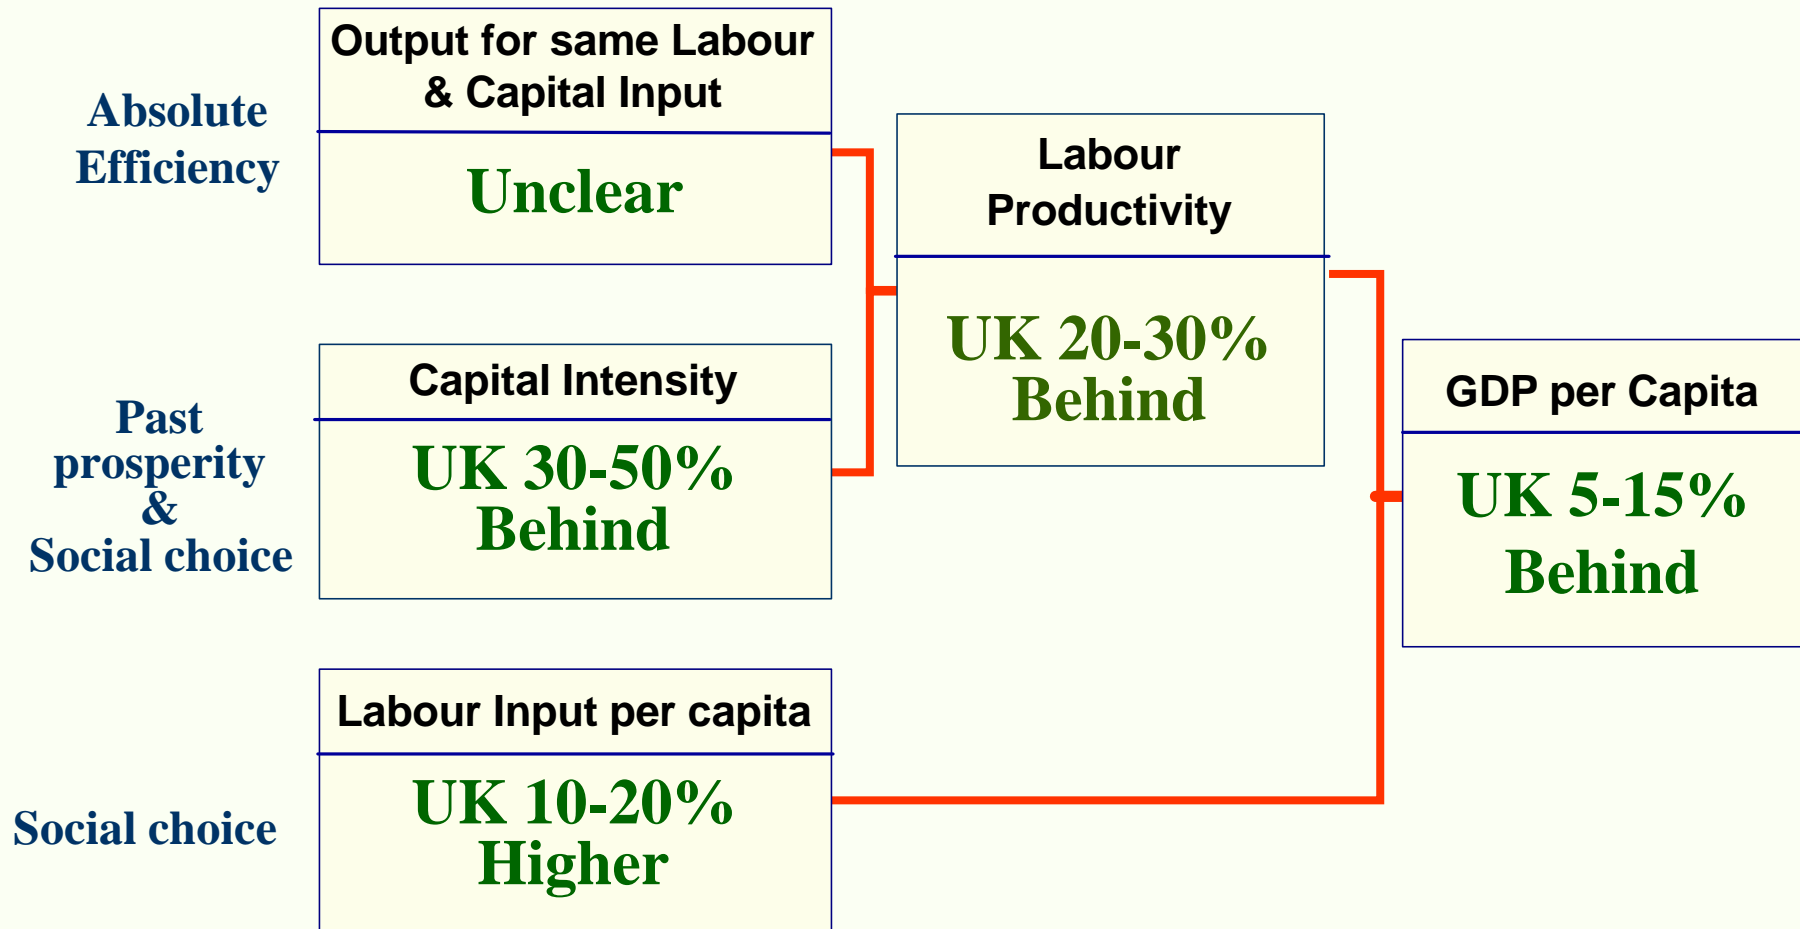 Absolute
Efficiency
Output for same Labour
& Capital Input
Unclear
Past
prosperity
&
Social choice
Capital Intensity
UK 30-50%
Behind
Social choice
Labour Input per capita
UK 10-20%
Higher
Labour
Productivity
UK 20-30%
Behind
GDP per Capita
UK 5-15%
Behind